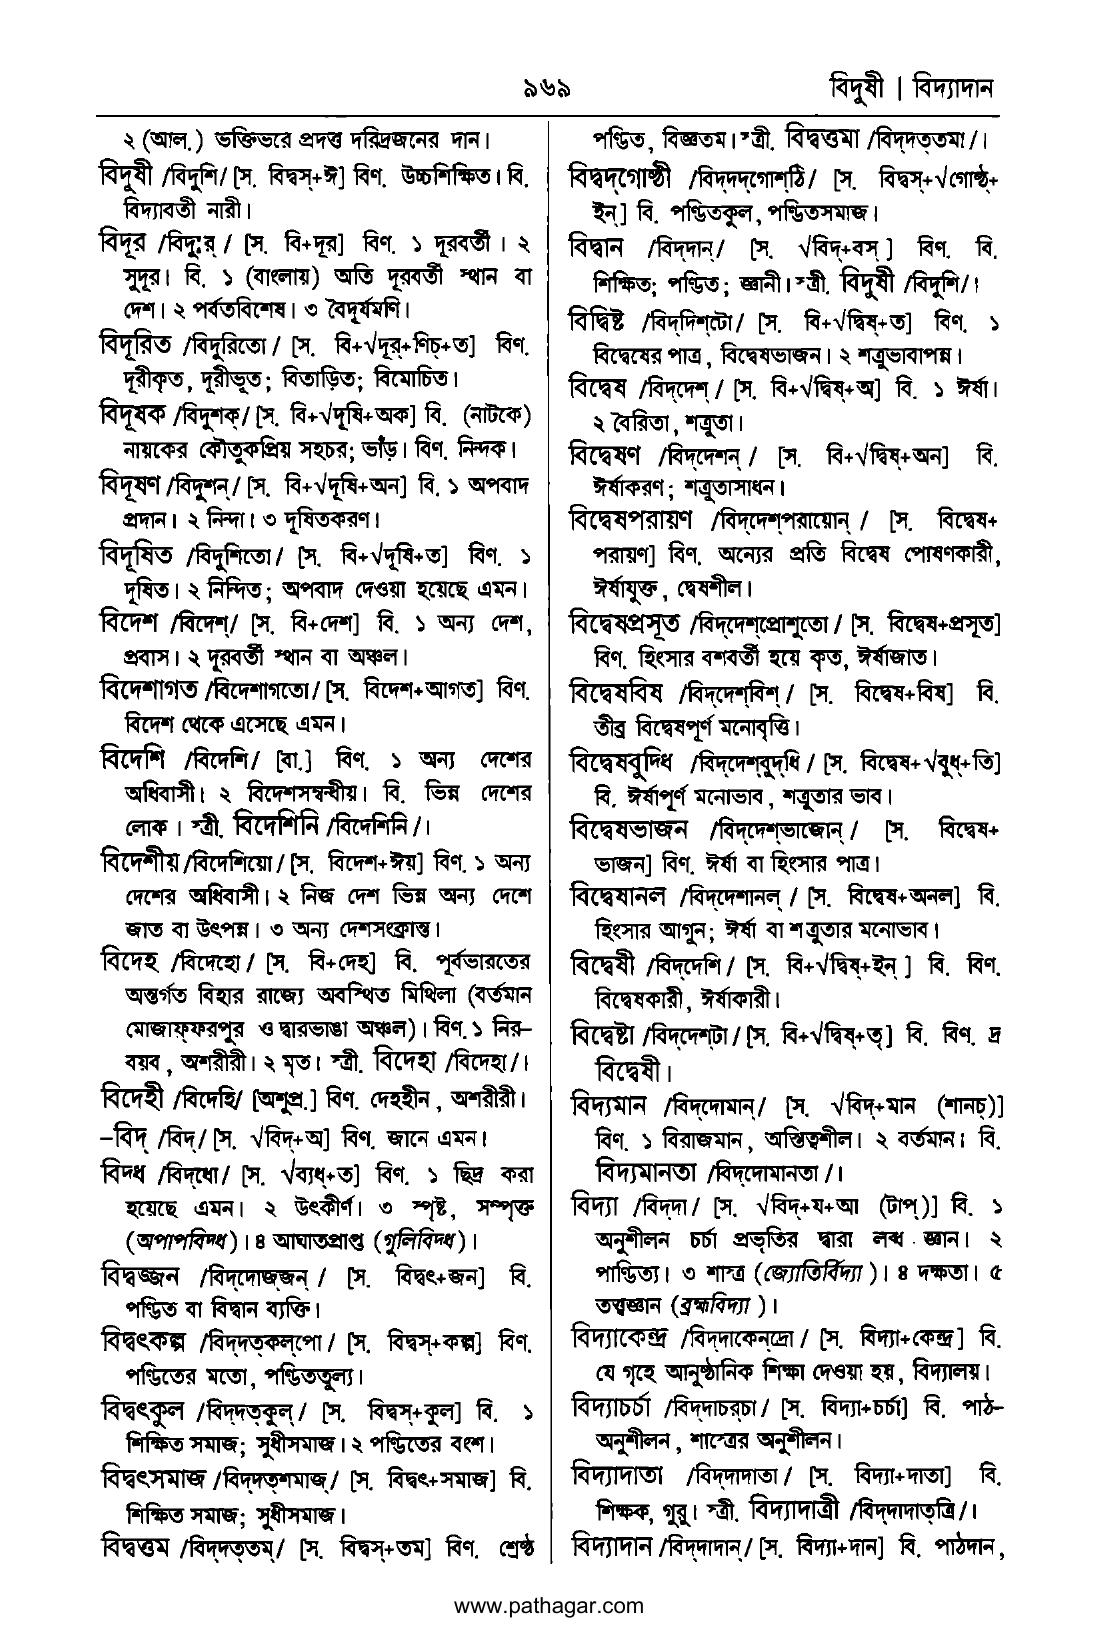 ৯৬৯
বিদুষী | বিদ্যাদান
২ (আল.) ভক্তিভরে প্রদত্ত দরিদ্রজনের দান।
বিদুষী /বিদুশি/ [স. বিদ্বস্+ঈ] বিণ. উচ্চশিক্ষিত। বি.
বিদ্যাবতী নারী।
বিদূর /বিদু:র্/ [স. বি+দূর] বিণ. ১ দূরবর্তী। ২
সুদূর। বি. ১ (বাংলায়) অতি দূরবর্তী স্থান বা
দেশ। ২ পর্বতবিশেষ। ৩ বৈদূর্যমণি।
বিদূরিত /বিদুরিতো/ [স. বি+√দূর্+ণিচ্+ত] বিণ.
দূরীকৃত, দূরীভূত; বিতাড়িত; বিমোচিত।
বিদূষক /বিদুশক্/ [স. বি+√দূষি+অক] বি. (নাটকে)
নায়কের কৌতুকপ্রিয় সহচর; ভাঁড়। বিণ. নিন্দক।
বিদূষণ /বিদুশন্/ [স. বি+√দূষি+অন] বি. ১ অপবাদ
প্রদান। ২ নিন্দা। ৩ দূষিতকরণ।
বিদূষিত /বিদুশিতো/ [স. বি+√দূষি+ত] বিণ. ১
দূষিত। ২ নিন্দিত; অপবাদ দেওয়া হয়েছে এমন।
বিদেশ /বিদেশ্/ [স. বি+দেশ] বি. ১ অন্য দেশ,
প্রবাস। ২ দূরবর্তী স্থান বা অঞ্চল।
বিদেশাগত /বিদেশাগতো/ [স. বিদেশ+আগত] বিণ.
বিদেশ থেকে এসেছে এমন।
বিদেশি /বিদেশি/ [বা.] বিণ. ১ অন্য দেশের
অধিবাসী। ২ বিদেশসম্বন্ধীয়। বি. ভিন্ন দেশের
লোক। স্ত্রী. বিদেশিনি /বিদেশিনি/।
বিদেশীয় /বিদেশিয়ো/ [স. বিদেশ+ঈয়] বিণ. ১ অন্য
দেশের অধিবাসী। ২ নিজ দেশ ভিন্ন অন্য দেশে
জাত বা উৎপন্ন। ৩ অন্য দেশসংক্রান্ত।
বিদেহ /বিদেহো/ [স. বি+দেহ] বি. পূর্বভারতের
অন্তর্গত বিহার রাজ্যে অবস্থিত মিথিলা (বর্তমান
মোজাফ্ফরপুর ও দ্বারভাঙা অঞ্চল)। বিণ. ১ নির–
বয়ব, অশরীরী। ২ মৃত। স্ত্রী. বিদেহা /বিদেহা/।
বিদেহী /বিদেহি/ [অশুপ্র.] বিণ. দেহহীন, অশরীরী।
–বিদ্ /বিদ্/ [স. √বিদ্+অ] বিণ. জানে এমন।
বিদ্ধ /বিদ্‌ধো/ [স. √ব্যধ্+ত] বিণ. ১ ছিদ্র করা
হয়েছে এমন। ২ উৎকীর্ণ। ৩ স্পৃষ্ট, সম্পৃক্ত
(অপাপবিদ্ধ)। ৪ আঘাতপ্রাপ্ত (গুলিবিদ্ধ)।
বিদ্বজ্জন /বিদ্‌দোজ্‌জন্/ [স. বিদ্বৎ+জন] বি.
পণ্ডিত বা বিদ্বান ব্যক্তি।
বিদ্বৎকল্প /বিদ্‌দত্‌কল্‌পো/ [স. বিদ্বস্+কল্প] বিণ.
পণ্ডিতের মতো, পণ্ডিততুল্য।
বিদ্বৎকুল /বিদ্‌দত্‌কুল্/ [স. বিদ্বস্+কুল] বি. ১
শিক্ষিত সমাজ; সুধীসমাজ। ২ পণ্ডিতের বংশ।
বিদ্বৎসমাজ /বিদ্‌দত্‌শমাজ্/ [স. বিদ্বৎ+সমাজ] বি.
শিক্ষিত সমাজ; সুধীসমাজ।
বিদ্বত্তম /বিদ্‌দত্‌তম্/ [স. বিদ্বস্+তম] বিণ. শ্রেষ্ঠ
পণ্ডিত, বিজ্ঞতম। স্ত্রী. বিদ্বত্তমা /বিদ্‌দত্‌তমা/।
বিদ্বদ্‌গোষ্ঠী /বিদ্‌দদ্‌গোশ্‌ঠি/ [স. বিদ্বস্+√গোষ্ঠ+
ইন্] বি. পণ্ডিতকুল, পণ্ডিতসমাজ।
বিদ্বান /বিদ্‌দান্/ [স. √বিদ্+বস্] বিণ. বি.
শিক্ষিত; পণ্ডিত; জ্ঞানী। স্ত্রী. বিদুষী /বিদুশি/।
বিদ্বিষ্ট /বিদ্‌দিশ্‌টো/ [স. বি+√দ্বিষ্+ত] বিণ. ১
বিদ্বেষের পাত্র, বিদ্বেষভাজন। ২ শত্রুভাবাপন্ন।
বিদ্বেষ /বিদ্‌দেশ্/ [স. বি+√দ্বিষ্+অ] বি. ১ ঈর্ষা।
২ বৈরিতা, শত্রুতা।
বিদ্বেষণ /বিদ্‌দেশন্/ [স. বি+√দ্বিষ্+অন] বি.
ঈর্ষাকরণ; শত্রুতাসাধন।
বিদ্বেষপরায়ণ /বিদ্‌দেশ্‌পরায়োন্/ [স. বিদ্বেষ+
পরায়ণ] বিণ. অন্যের প্রতি বিদ্বেষ পোষণকারী,
ঈর্ষাযুক্ত, দ্বেষশীল।
বিদ্বেষপ্রসূত /বিদ্‌দেশ্‌প্রোশুতো/ [স. বিদ্বেষ+প্রসূত]
বিণ. হিংসার বশবর্তী হয়ে কৃত, ঈর্ষাজাত।
বিদ্বেষবিষ /বিদ্‌দেশ্‌বিশ্/ [স. বিদ্বেষ+বিষ] বি.
তীব্র বিদ্বেষপূর্ণ মনোবৃত্তি।
বিদ্বেষবুদ্ধি /বিদ্‌দেশ্‌বুদ্‌ধি/ [স. বিদ্বেষ+√বুধ্+তি]
বি. ঈর্ষাপূর্ণ মনোভাব, শত্রুতার ভাব।
বিদ্বেষভাজন /বিদ্‌দেশ্‌ভাজোন্/ [স. বিদ্বেষ+
ভাজন] বিণ. ঈর্ষা বা হিংসার পাত্র।
বিদ্বেষানল /বিদ্‌দেশানল্/ [স. বিদ্বেষ+অনল] বি.
হিংসার আগুন; ঈর্ষা বা শত্রুতার মনোভাব।
বিদ্বেষী /বিদ্‌দেশি/ [স. বি+√দ্বিষ্+ইন্] বি. বিণ.
বিদ্বেষকারী, ঈর্ষাকারী।
বিদ্বেষ্টা /বিদ্‌দেশ্‌টা/ [স. বি+√দ্বিষ্+তৃ] বি. বিণ. দ্র
বিদ্বেষী।
বিদ্যমান /বিদ্‌দোমান্/ [স. √বিদ্+মান (শানচ্)]
বিণ. ১ বিরাজমান, অস্তিত্বশীল। ২ বর্তমান। বি.
বিদ্যমানতা /বিদ্‌দোমানতা/।
বিদ্যা /বিদ্‌দা/ [স. √বিদ্+য+আ (টাপ্)] বি. ১
অনুশীলন চর্চা প্রভৃতির দ্বারা লব্ধ জ্ঞান। ২
পাণ্ডিত্য। ৩ শাস্ত্র (জ্যোতির্বিদ্যা)। ৪ দক্ষতা। ৫
তত্ত্বজ্ঞান (ব্রহ্মবিদ্যা)।
বিদ্যাকেন্দ্র /বিদ্‌দাকেন্‌দ্রো/ [স. বিদ্যা+কেন্দ্র] বি.
যে গৃহে আনুষ্ঠানিক শিক্ষা দেওয়া হয়, বিদ্যালয়।
বিদ্যাচর্চা /বিদ্‌দাচর্‌চা/ [স. বিদ্যা+চর্চা] বি. পাঠ–
অনুশীলন, শাস্ত্রের অনুশীলন।
বিদ্যাদাতা /বিদ্‌দাদাতা/ [স. বিদ্যা+দাতা] বি.
শিক্ষক, গুরু। স্ত্রী. বিদ্যাদাত্রী /বিদ্‌দাদাত্‌ত্রি/।
বিদ্যাদান /বিদ্‌দাদান্/ [স. বিদ্যা+দান] বি. পাঠদান,
www.pathagar.com